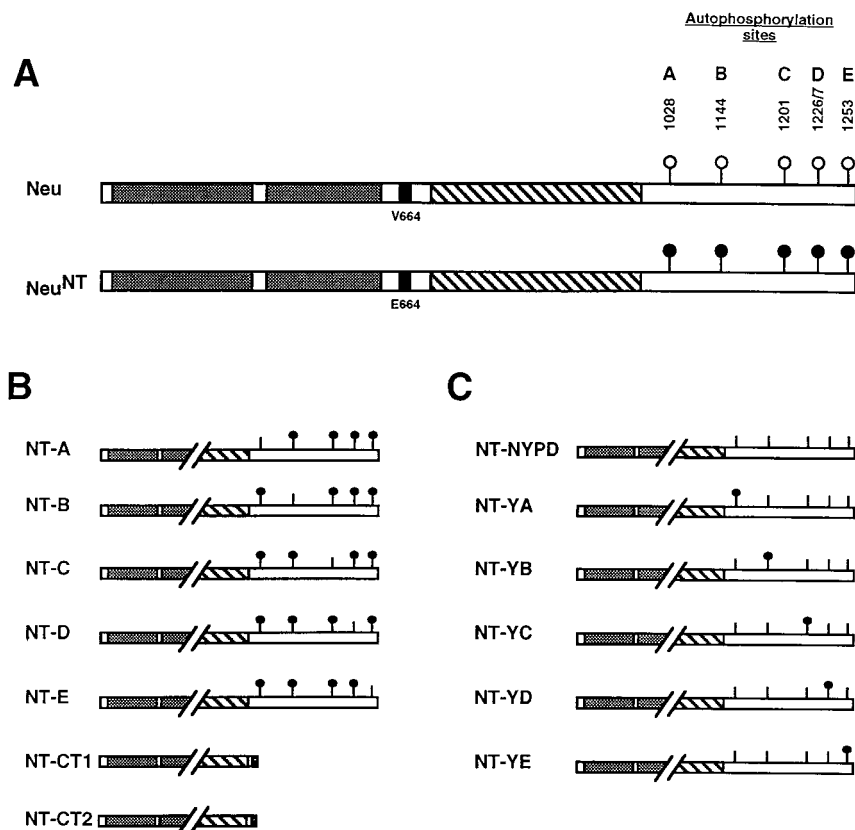 Autophosphorylation
sites
A
A B C D E
1028 1144 1201 1226/7 1253
Neu
V664
NeuNT
E664
B
NT-A
NT-B
NT-C
NT-D
NT-E
NT-CT1
NT-CT2
C
NT-NYPD
NT-YA
NT-YB
NT-YC
NT-YD
NT-YE